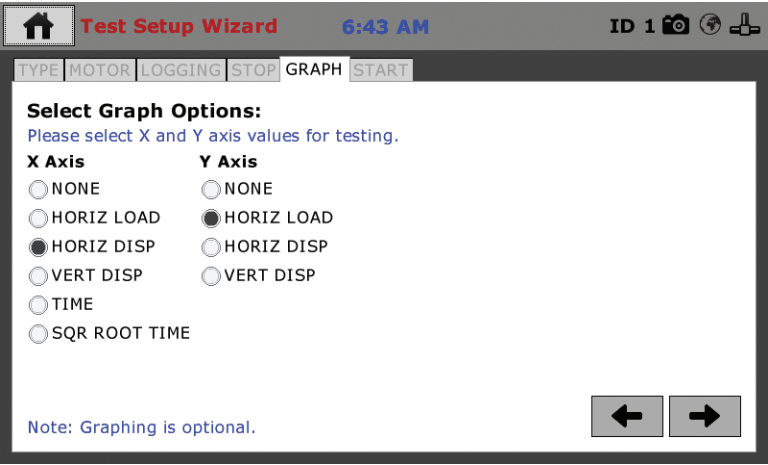 Test Setup Wizard 6:43 AM ID 1
TYPE MOTOR LOGGING STOP GRAPH START
Select Graph Options:
Please select X and Y axis values for testing.
X Axis Y Axis
NONE NONE
HORIZ LOAD HORIZ LOAD
HORIZ DISP HORIZ DISP
VERT DISP VERT DISP
TIME
SQR ROOT TIME
Note: Graphing is optional.